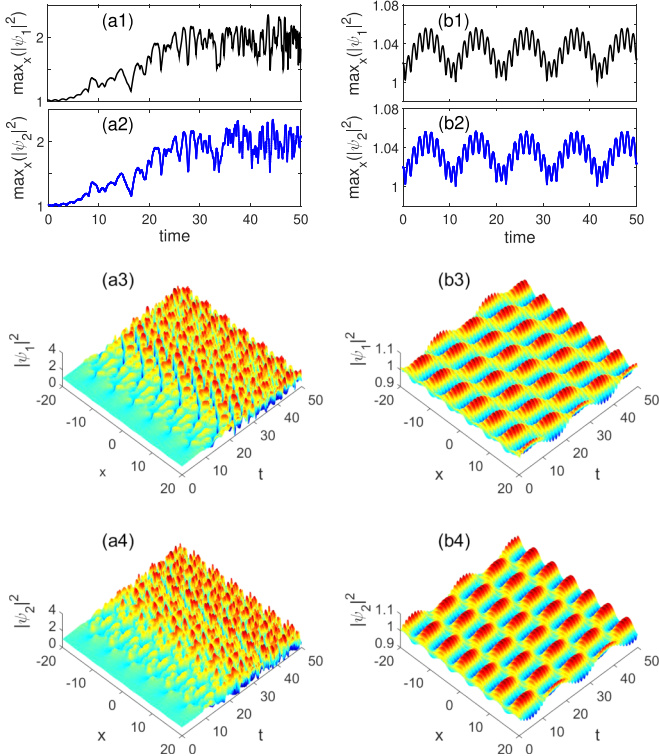 (a1)
max_x(|ψ_1|^2)
2
1
(b1)
max_x(|ψ_1|^2)
1.08
1.04
1
(a2)
max_x(|ψ_2|^2)
2
1
0 10 20 30 40 50
time
(b2)
max_x(|ψ_2|^2)
1.08
1.04
1
0 10 20 30 40 50
time
(a3)
|ψ_1|^2
4
2
0
-20
-10
0
10
20
x
0
10
20
30
40
50
t
(b3)
|ψ_1|^2
1.1
1
0.9
-20
-10
0
10
20
x
0
10
20
30
40
50
t
(a4)
|ψ_2|^2
4
2
0
-20
-10
0
10
20
x
0
10
20
30
40
50
t
(b4)
|ψ_2|^2
1.1
1
0.9
-20
-10
0
10
20
x
0
10
20
30
40
50
t